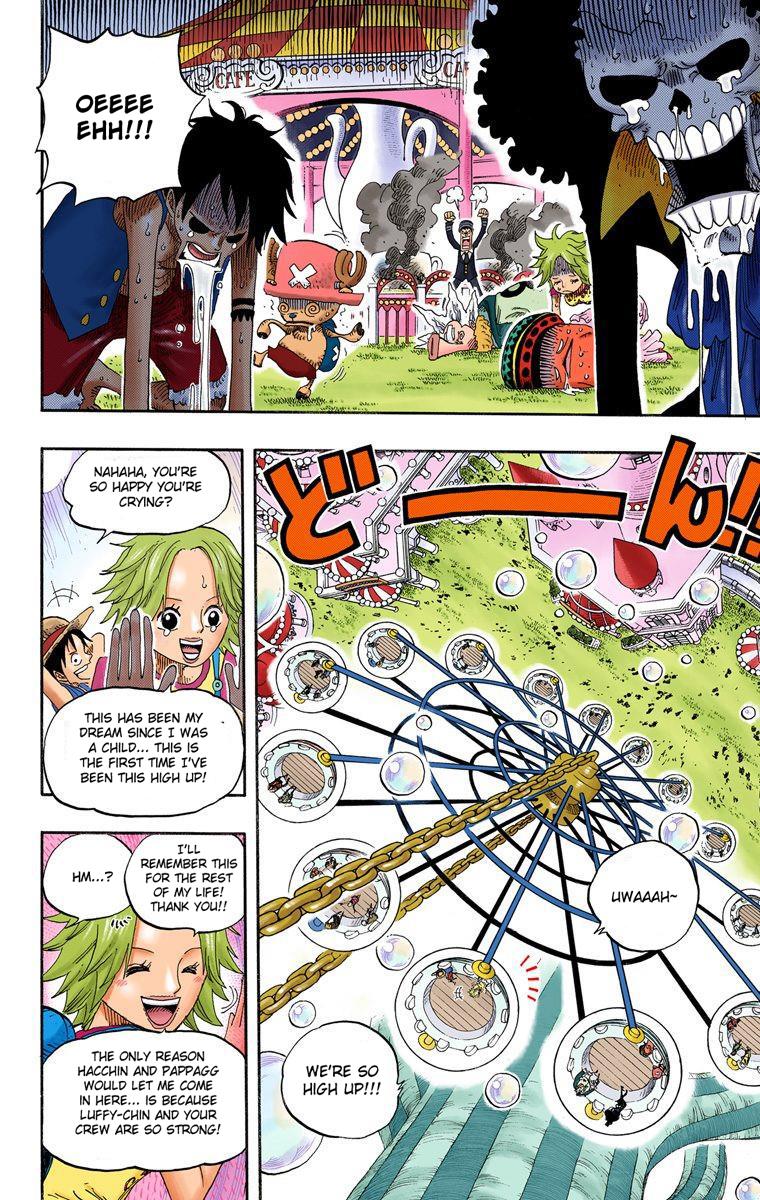 CAFE
CA
OEEEE
EHH!!!
NAHAHA, YOU'RE
SO HAPPY YOU'RE
CRYING?
THIS HAS BEEN MY
DREAM SINCE I WAS
A CHILD... THIS IS
THE FIRST TIME I'VE
BEEN THIS HIGH UP!
どーん!!
UWAAAH~
WE'RE SO
HIGH UP!!!
HM...?
I'LL
REMEMBER THIS
FOR THE REST
OF MY LIFE!
THANK YOU!!
THE ONLY REASON
HACCHIN AND PAPPAGG
WOULD LET ME COME
IN HERE... IS BECAUSE
LUFFY-CHIN AND YOUR
CREW ARE SO STRONG!